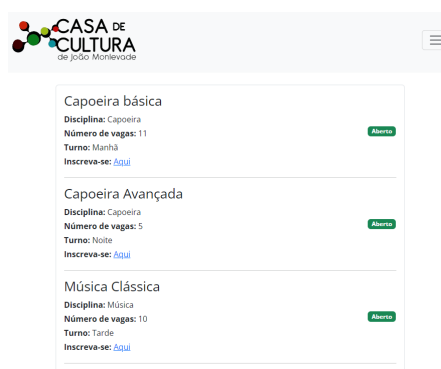 CASA DE
CULTURA
de João Monlevade
Capoeira básica
Disciplina: Capoeira
Número de vagas: 11
Aberto
Turno: Manhã
Inscreva-se: Aqui
Capoeira Avançada
Disciplina: Capoeira
Número de vagas: 5
Aberto
Turno: Noite
Inscreva-se: Aqui
Música Clássica
Disciplina: Música
Número de vagas: 10
Aberto
Turno: Tarde
Inscreva-se: Aqui